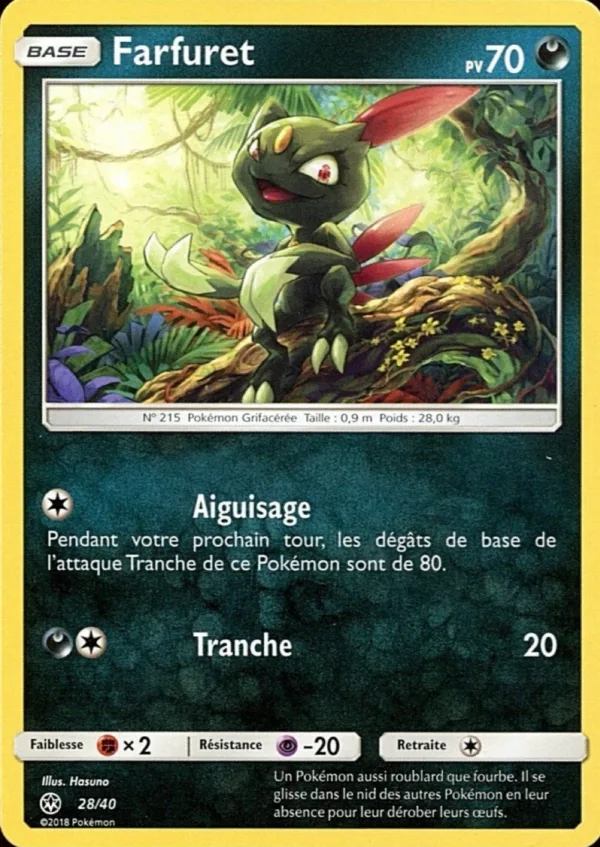 BASE Farfuret PV 70
N° 215 Pokémon Grifacérée Taille : 0,9 m Poids : 28,0 kg
Aiguisage
Pendant votre prochain tour, les dégâts de base de
l'attaque Tranche de ce Pokémon sont de 80.
Tranche 20
Faiblesse × 2 Résistance -20 Retraite
Illus. Hasuno
28/40
©2018 Pokémon
Un Pokémon aussi roublard que fourbe. Il se
glisse dans le nid des autres Pokémon en leur
absence pour leur dérober leurs œufs.